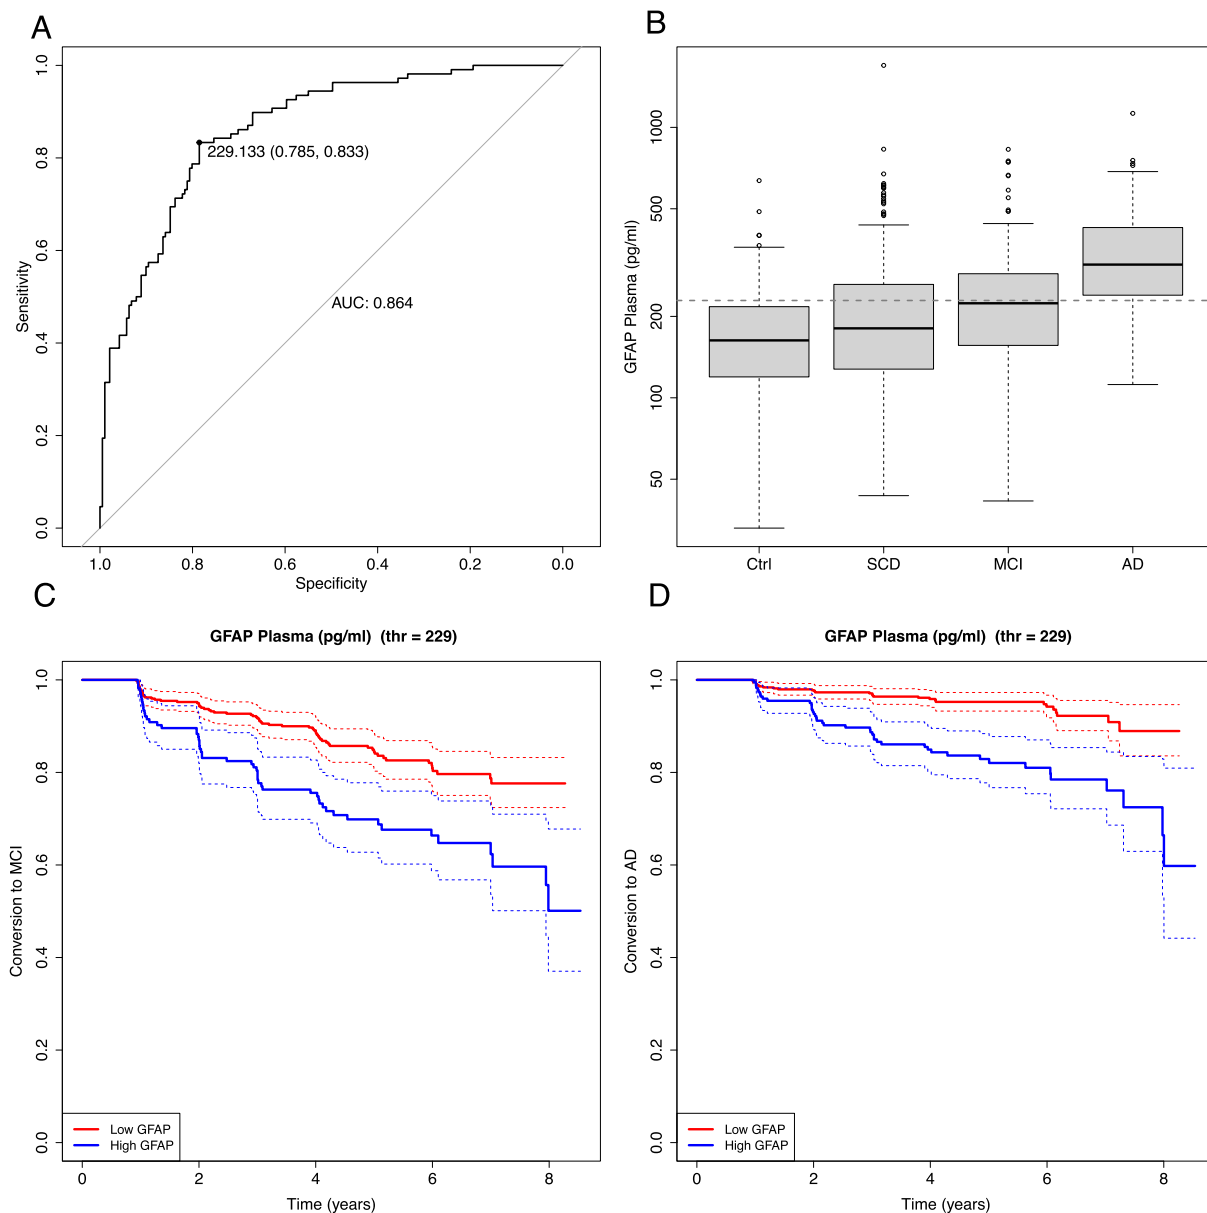 A
1.0
0.8
0.6
0.4
0.2
0.0
Sensitivity
229.133 (0.785, 0.833)
AUC: 0.864
1.0
0.8
0.6
0.4
0.2
0.0
Specificity
B
1000
500
200
100
50
GFAP Plasma (pg/ml)
Ctrl
SCD
MCI
AD
C
GFAP Plasma (pg/ml) (thr = 229)
1.0
0.8
0.6
0.4
0.2
0.0
Conversion to MCI
Low GFAP
High GFAP
0
2
4
6
8
Time (years)
D
GFAP Plasma (pg/ml) (thr = 229)
1.0
0.8
0.6
0.4
0.2
0.0
Conversion to AD
Low GFAP
High GFAP
0
2
4
6
8
Time (years)